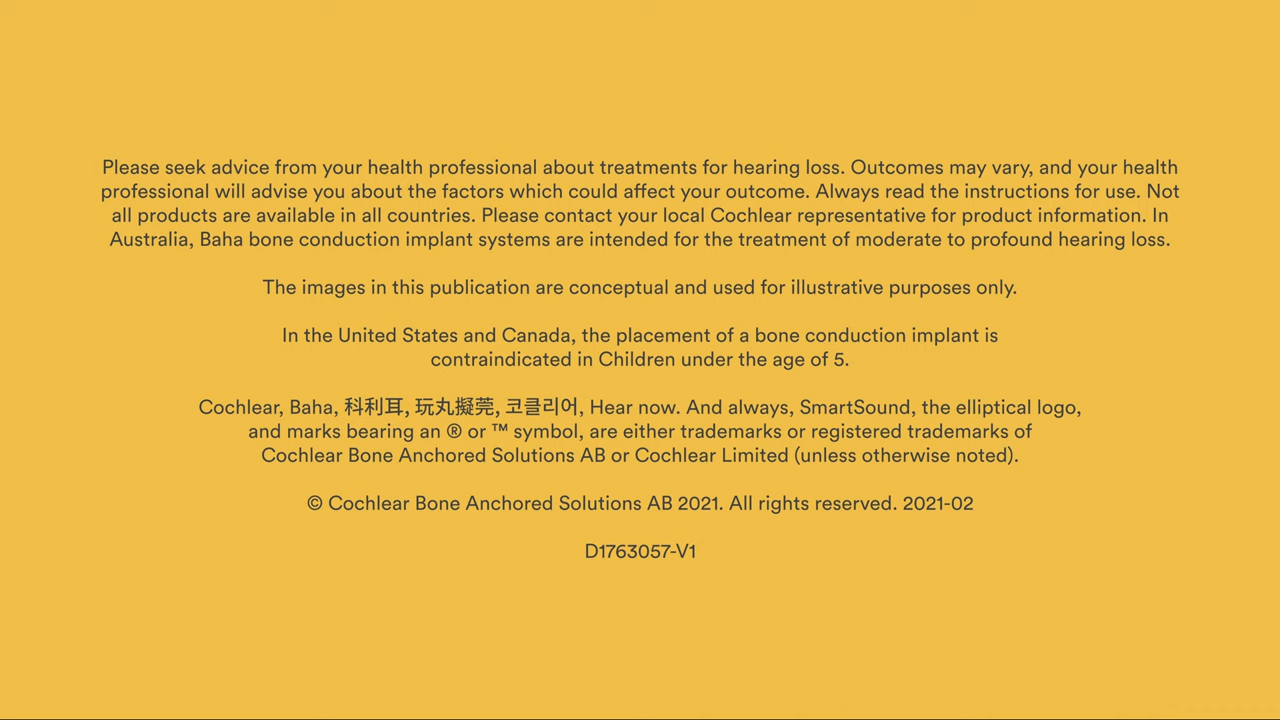 Please seek advice from your health professional about treatments for hearing loss. Outcomes may vary, and your health
professional will advise you about the factors which could affect your outcome. Always read the instructions for use. Not
all products are available in all countries. Please contact your local Cochlear representative for product information. In
Australia, Baha bone conduction implant systems are intended for the treatment of moderate to profound hearing loss.
The images in this publication are conceptual and used for illustrative purposes only.
In the United States and Canada, the placement of a bone conduction implant is
contraindicated in Children under the age of 5.
Cochlear, Baha, 科利耳, 玩丸擬莞, 코클리어, Hear now. And always, SmartSound, the elliptical logo,
and marks bearing an ® or ™ symbol, are either trademarks or registered trademarks of
Cochlear Bone Anchored Solutions AB or Cochlear Limited (unless otherwise noted).
© Cochlear Bone Anchored Solutions AB 2021. All rights reserved. 2021-02
D1763057-V1